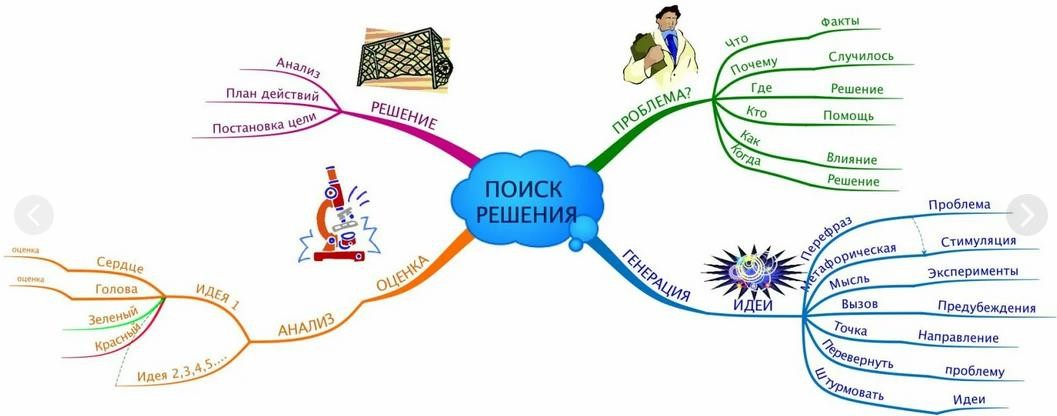 ПОИСК
РЕШЕНИЯ
ПРОБЛЕМА?
Что
Факты
Почему
Случилось
Где
Решение
Кто
Помощь
Как
Влияние
Когда
Решение
ГЕНЕРАЦИЯ
ИДЕИ
Перефраз
Проблема
Метафорическая
Стимуляция
Мысль
Эксперименты
Вызов
Предубеждения
Точка
Направление
Перевернуть
проблему
Штурмовать
Идеи
ОЦЕНКА
АНАЛИЗ
ИДЕЯ 1
Сердце
оценка
Голова
оценка
Зеленый
Красный
Идея 2,3,4,5....
РЕШЕНИЕ
Анализ
План действий
Постановка цели